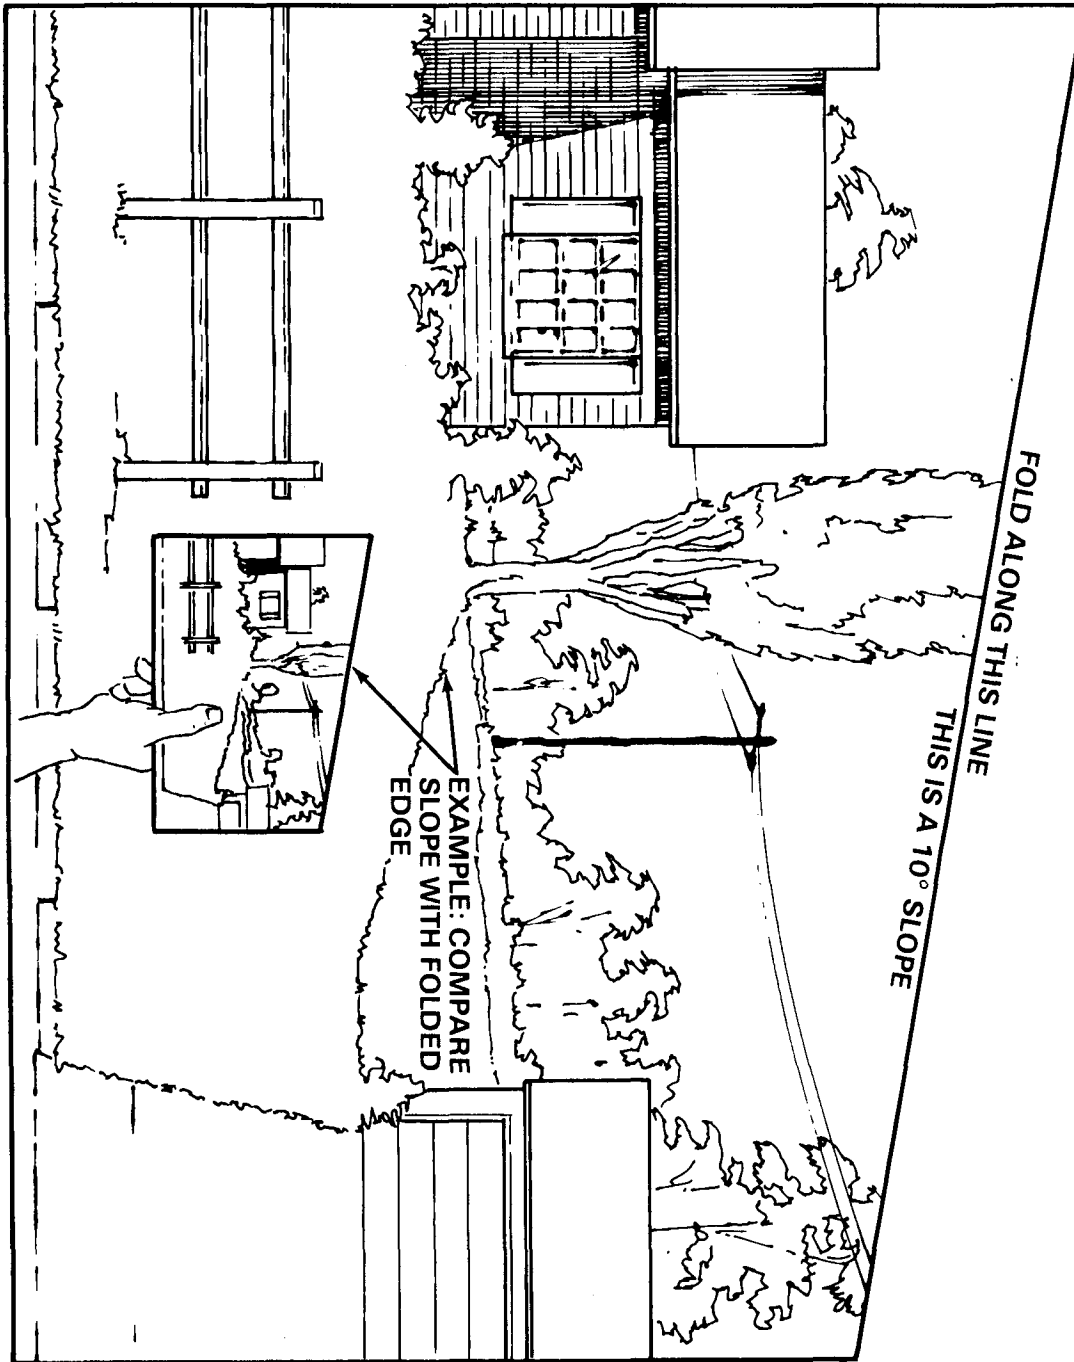 FOLD ALONG THIS LINE
THIS IS A 10° SLOPE
EXAMPLE: COMPARE
SLOPE WITH FOLDED
EDGE